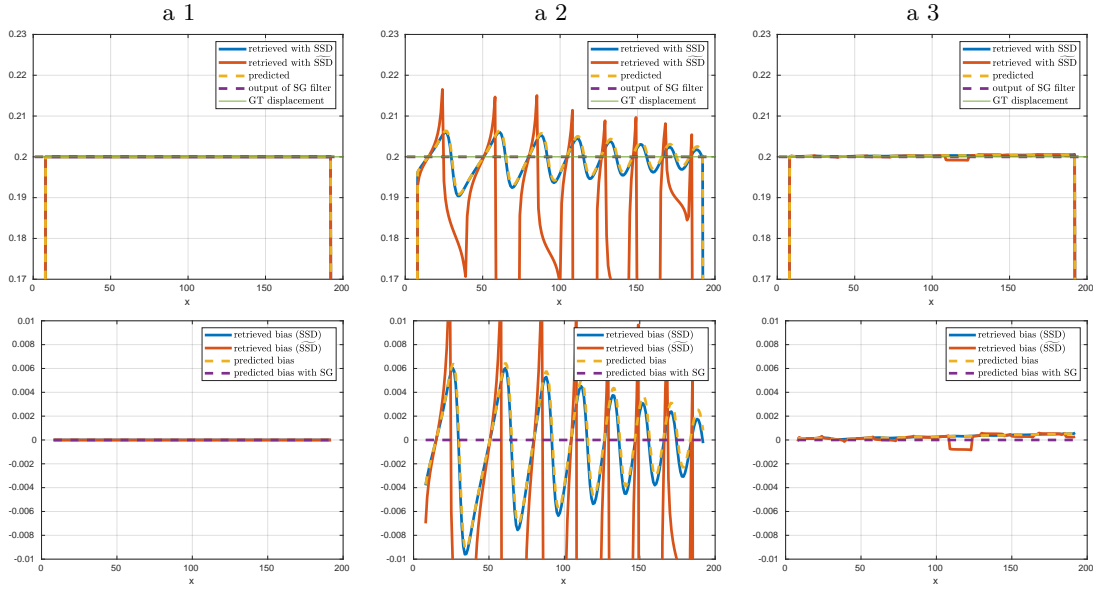 a 1
a 2
a 3
0.23
0.22
0.21
0.2
0.19
0.18
0.17
0
50
100
150
200
x
retrieved with SSD
retrieved with S̃S̃D̃
predicted
output of SG filter
GT displacement
0.23
0.22
0.21
0.2
0.19
0.18
0.17
0
50
100
150
200
x
retrieved with SSD
retrieved with S̃S̃D̃
predicted
output of SG filter
GT displacement
0.23
0.22
0.21
0.2
0.19
0.18
0.17
0
50
100
150
200
x
retrieved with SSD
retrieved with S̃S̃D̃
predicted
output of SG filter
GT displacement
0.01
0.008
0.006
0.004
0.002
0
-0.002
-0.004
-0.006
-0.008
-0.01
0
50
100
150
200
x
retrieved bias (SSD)
retrieved bias (S̃S̃D̃)
predicted bias
predicted bias with SG
0.01
0.008
0.006
0.004
0.002
0
-0.002
-0.004
-0.006
-0.008
-0.01
0
50
100
150
200
x
retrieved bias (SSD)
retrieved bias (S̃S̃D̃)
predicted bias
predicted bias with SG
0.01
0.008
0.006
0.004
0.002
0
-0.002
-0.004
-0.006
-0.008
-0.01
0
50
100
150
200
x
retrieved bias (SSD)
retrieved bias (S̃S̃D̃)
predicted bias
predicted bias with SG